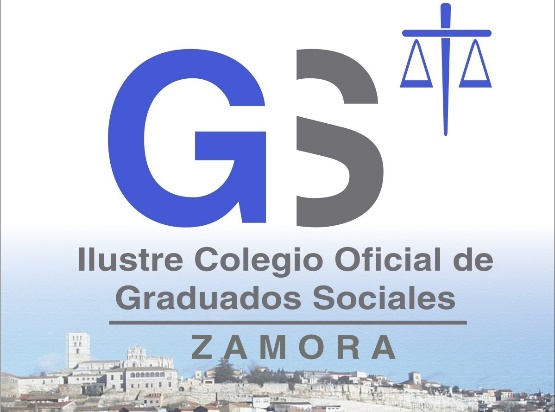 GS
Ilustre Colegio Oficial de
Graduados Sociales
ZAMORA